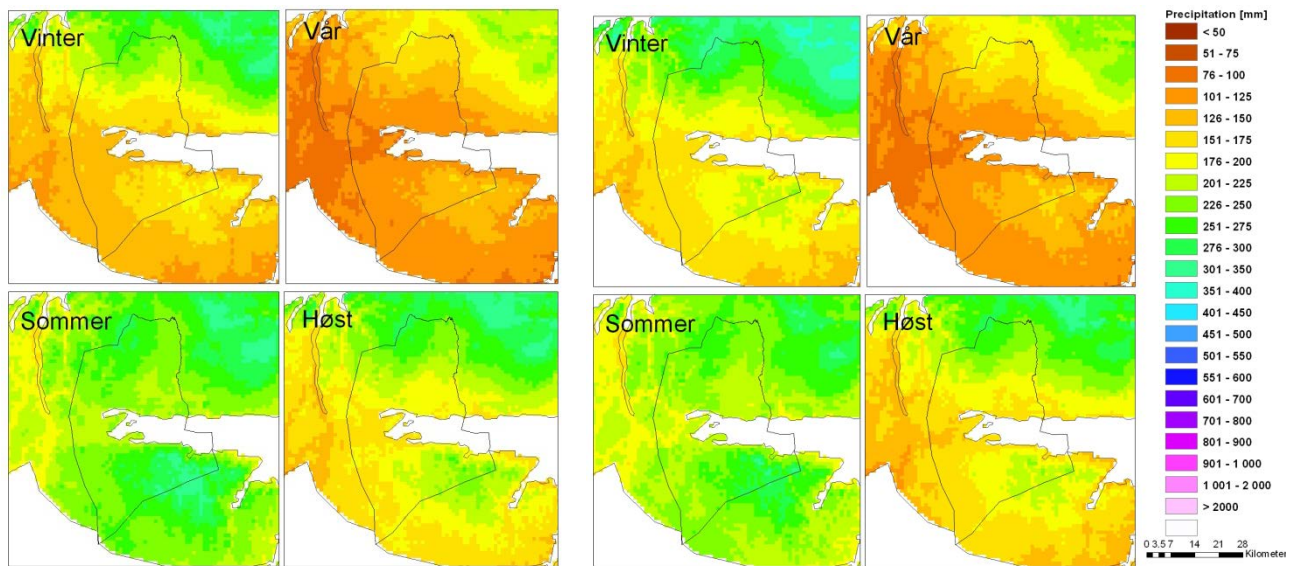 Vinter
Vår
Sommer
Høst
Vinter
Vår
Sommer
Høst
Precipitation [mm]
< 50
51 - 75
76 - 100
101 - 125
126 - 150
151 - 175
176 - 200
201 - 225
226 - 250
251 - 275
276 - 300
301 - 350
351 - 400
401 - 450
451 - 500
501 - 550
551 - 600
601 - 700
701 - 800
801 - 900
901 - 1 000
1 001 - 2 000
> 2000
0 3.5 7 14 21 28
Kilometer